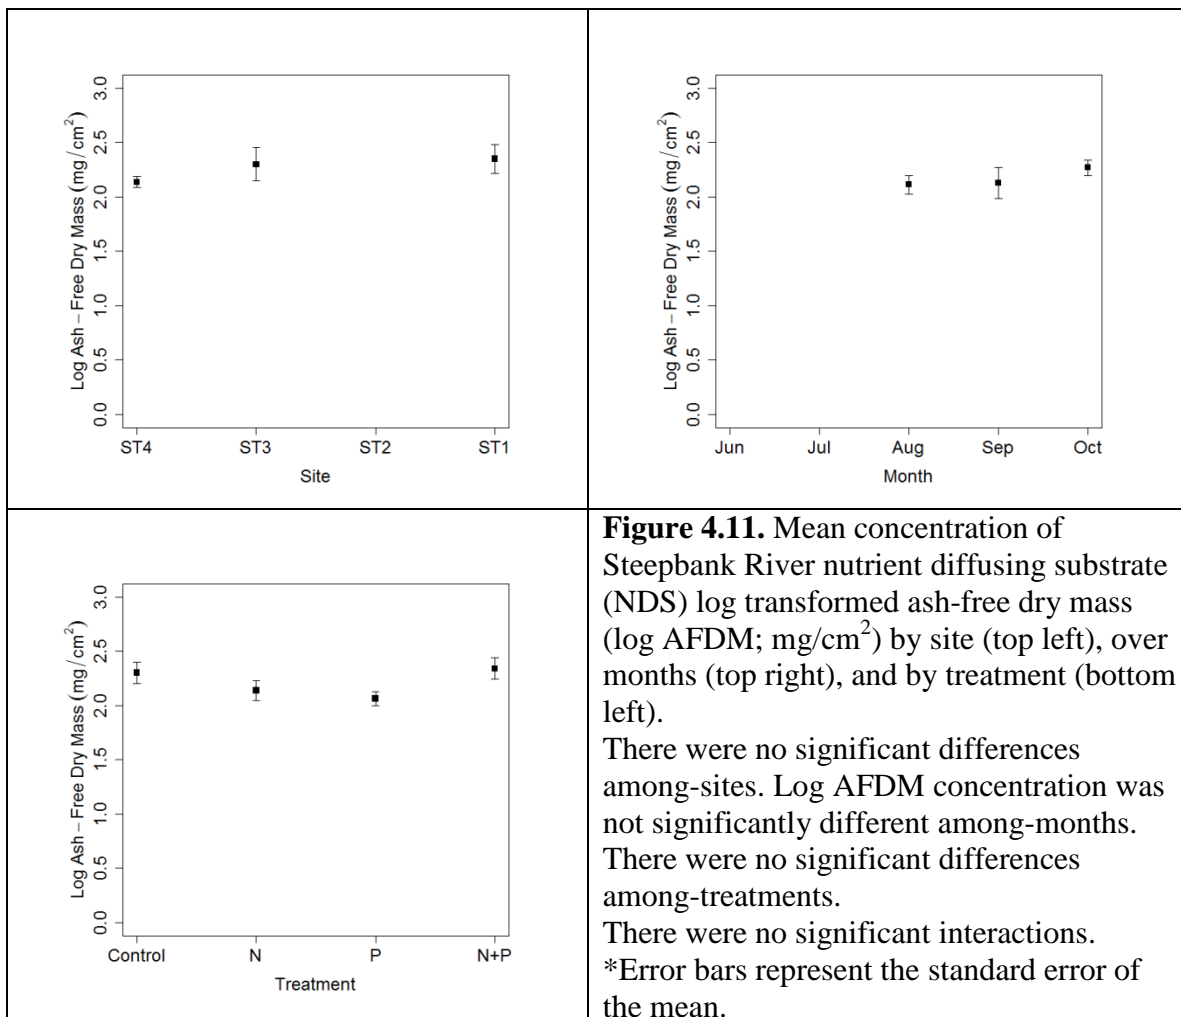 3.0
2.5
2.0
1.5
1.0
0.5
0.0
Log Ash – Free Dry Mass (mg/cm²)
ST4 ST3 ST2 ST1
Site
3.0
2.5
2.0
1.5
1.0
0.5
0.0
Log Ash – Free Dry Mass (mg/cm²)
Jun Jul Aug Sep Oct
Month
3.0
2.5
2.0
1.5
1.0
0.5
0.0
Log Ash – Free Dry Mass (mg/cm²)
Control N P N+P
Treatment
Figure 4.11. Mean concentration of
Steepbank River nutrient diffusing substrate
(NDS) log transformed ash-free dry mass
(log AFDM; mg/cm²) by site (top left), over
months (top right), and by treatment (bottom
left).
There were no significant differences
among-sites. Log AFDM concentration was
not significantly different among-months.
There were no significant differences
among-treatments.
There were no significant interactions.
*Error bars represent the standard error of
the mean.